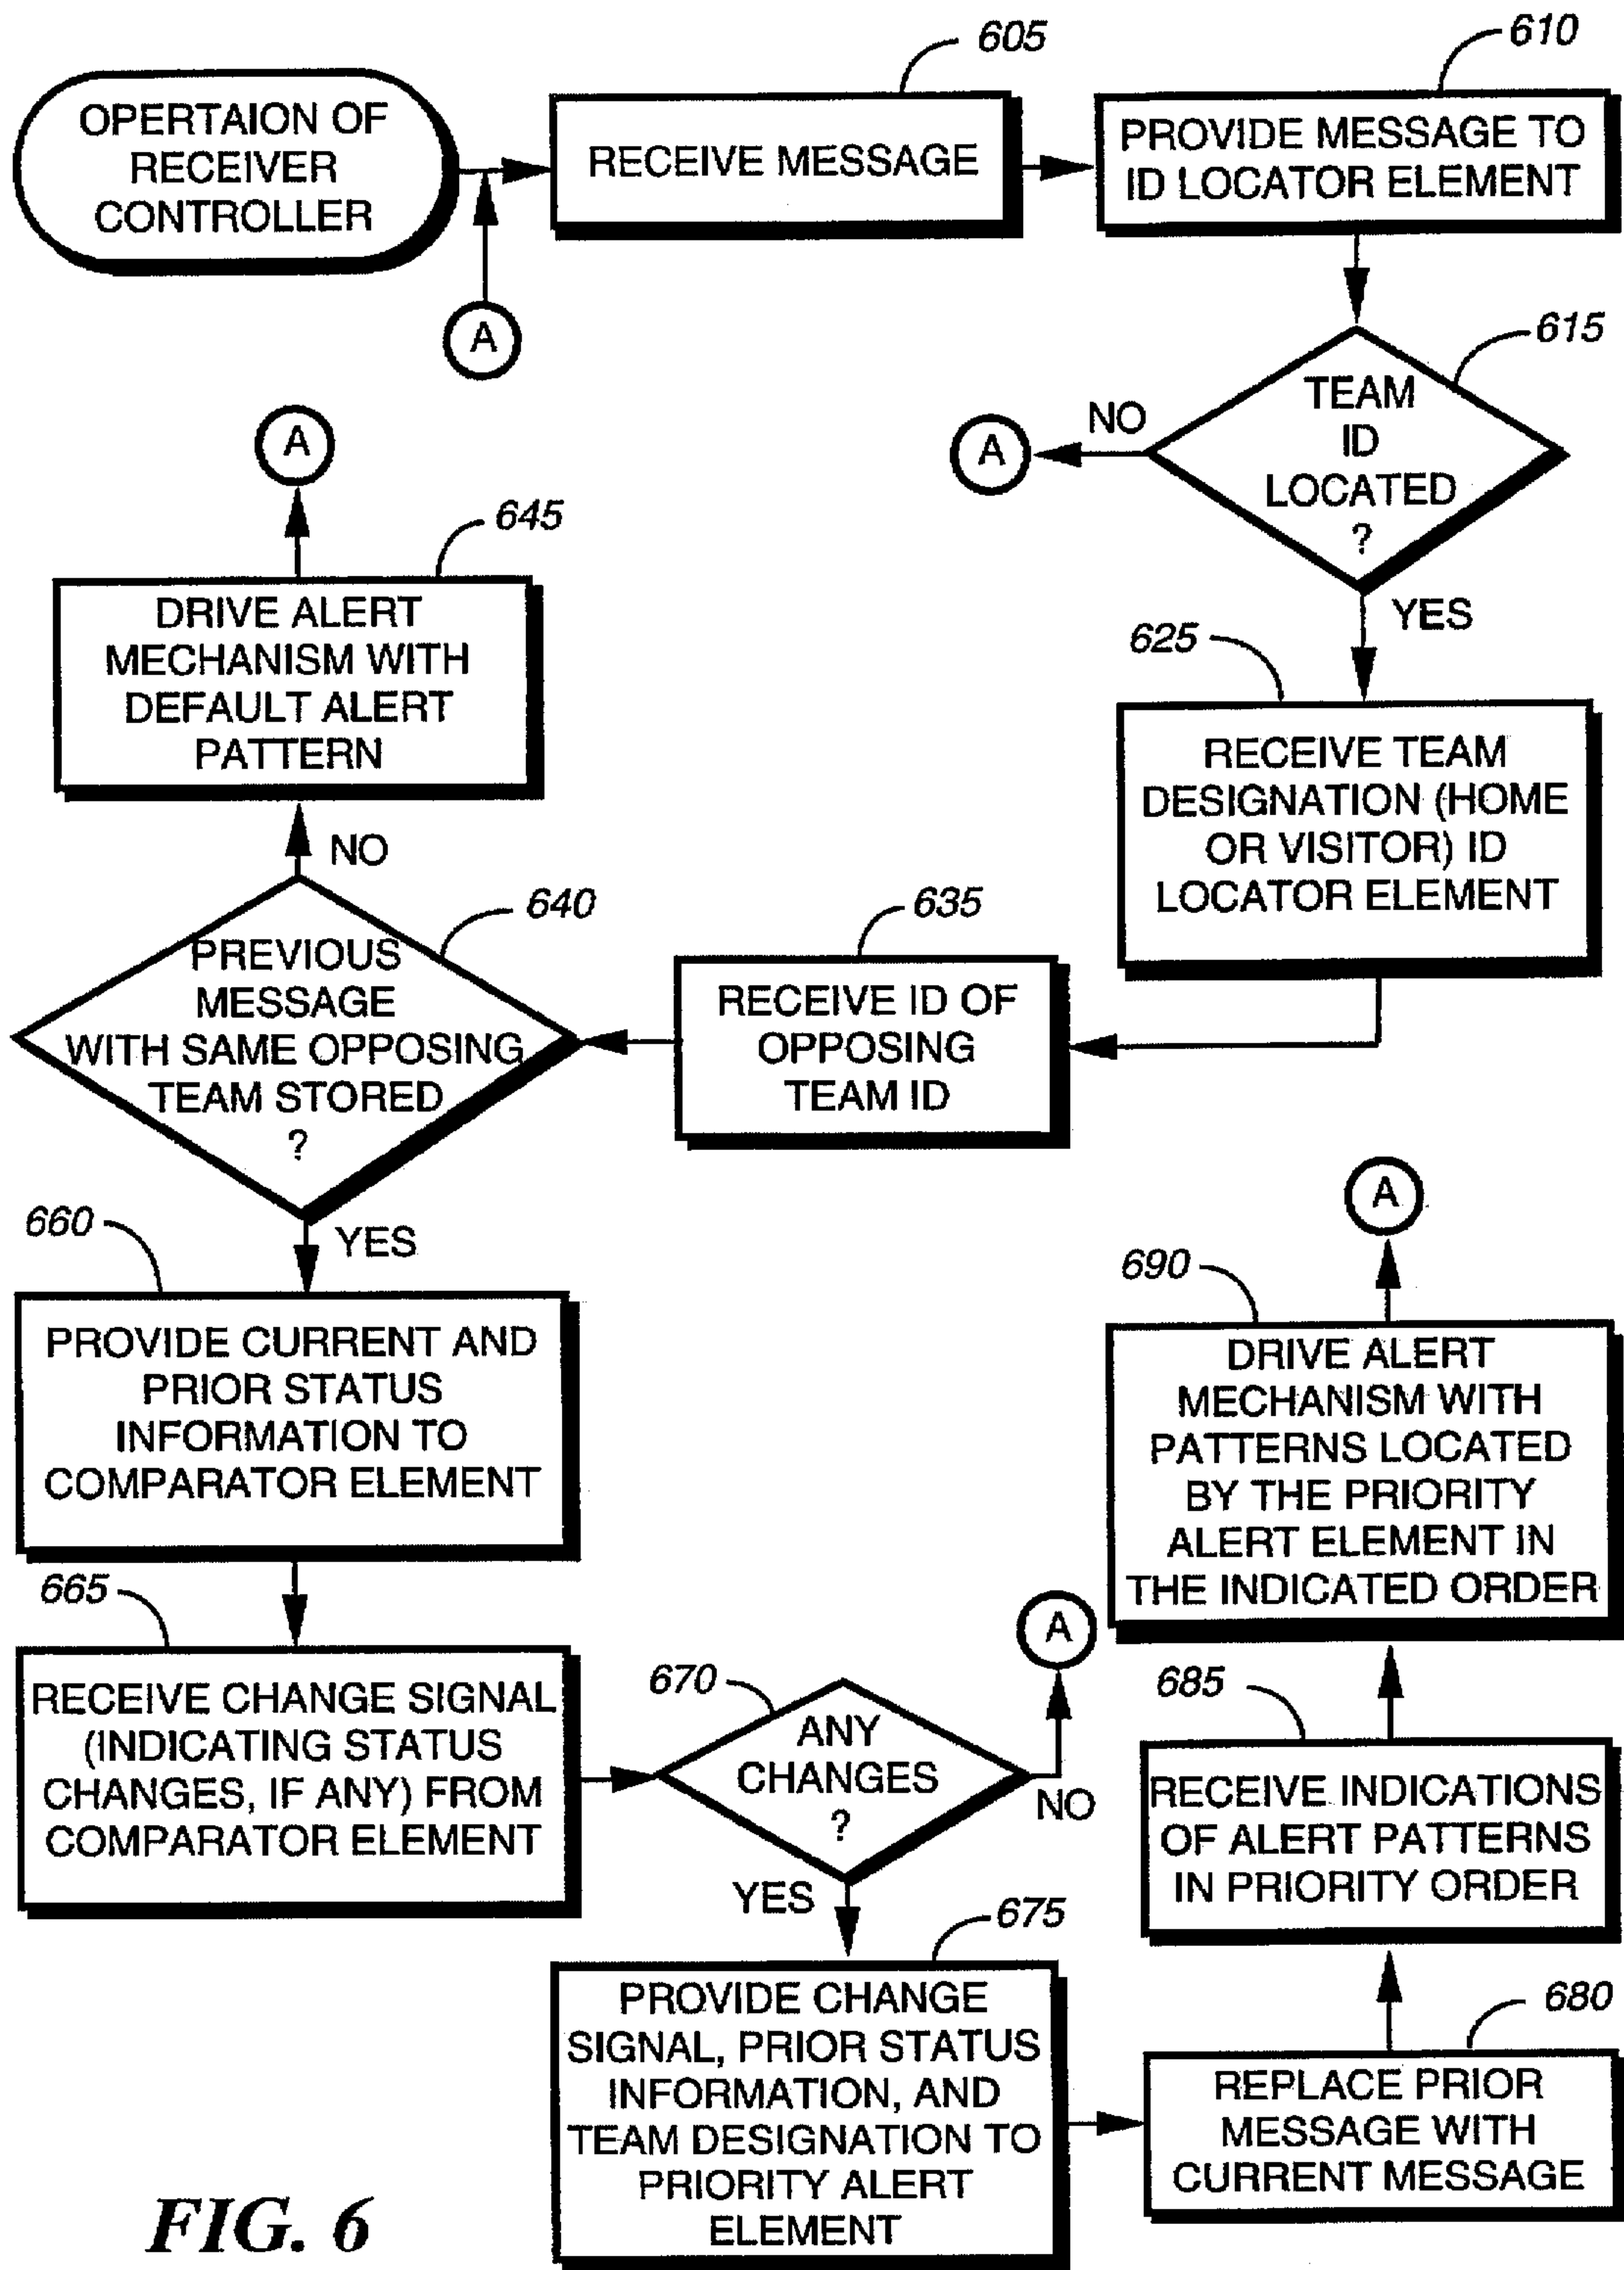 OPERTAION OF
RECEIVER
CONTROLLER
A
605
RECEIVE MESSAGE
610
PROVIDE MESSAGE TO
ID LOCATOR ELEMENT
615
TEAM
ID
LOCATED
?
NO
A
YES
625
RECEIVE TEAM
DESIGNATION (HOME
OR VISITOR) ID
LOCATOR ELEMENT
635
RECEIVE ID OF
OPPOSING
TEAM ID
640
PREVIOUS
MESSAGE
WITH SAME OPPOSING
TEAM STORED
?
NO
645
DRIVE ALERT
MECHANISM WITH
DEFAULT ALERT
PATTERN
A
YES
660
PROVIDE CURRENT AND
PRIOR STATUS
INFORMATION TO
COMPARATOR ELEMENT
665
RECEIVE CHANGE SIGNAL
(INDICATING STATUS
CHANGES, IF ANY) FROM
COMPARATOR ELEMENT
670
ANY
CHANGES
?
NO
A
YES
675
PROVIDE CHANGE
SIGNAL, PRIOR STATUS
INFORMATION, AND
TEAM DESIGNATION TO
PRIORITY ALERT
ELEMENT
680
REPLACE PRIOR
MESSAGE WITH
CURRENT MESSAGE
685
RECEIVE INDICATIONS
OF ALERT PATTERNS
IN PRIORITY ORDER
690
DRIVE ALERT
MECHANISM WITH
PATTERNS LOCATED
BY THE PRIORITY
ALERT ELEMENT IN
THE INDICATED ORDER
A
FIG. 6